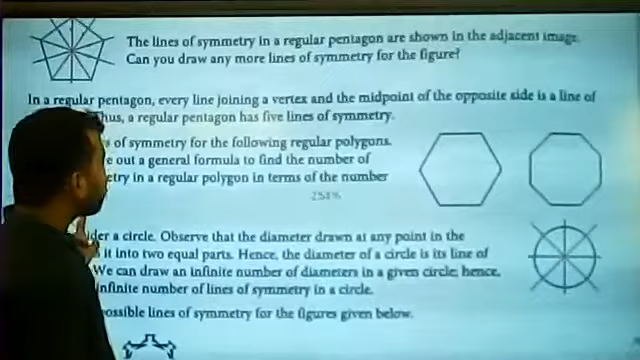 The lines of symmetry in a regular pentagon are shown in the adjacent image.
Can you draw any more lines of symmetry for the figure?
In a regular pentagon, every line joining a vertex and the midpoint of the opposite side is a line of
Thus, a regular pentagon has five lines of symmetry.
of symmetry for the following regular polygons.
out a general formula to find the number of
in a regular polygon in terms of the number
251%
a circle. Observe that the diameter drawn at any point in the
it into two equal parts. Hence, the diameter of a circle is its line of
We can draw an infinite number of diameters in a given circle; hence,
infinite number of lines of symmetry in a circle.
possible lines of symmetry for the figures given below.